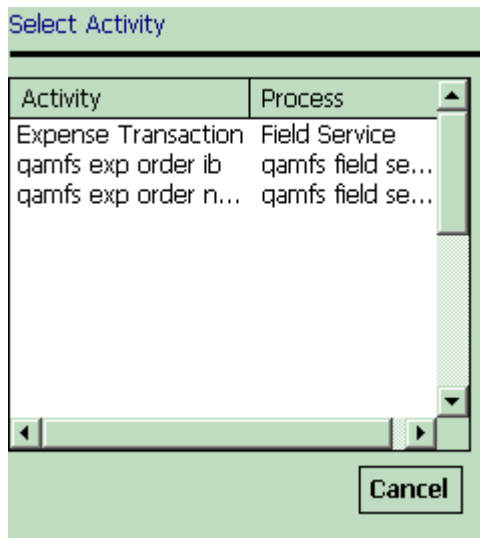 Select Activity
Activity Process
Expense Transaction Field Service
qamfs exp order ib qamfs field se...
qamfs exp order n... qamfs field se...
Cancel